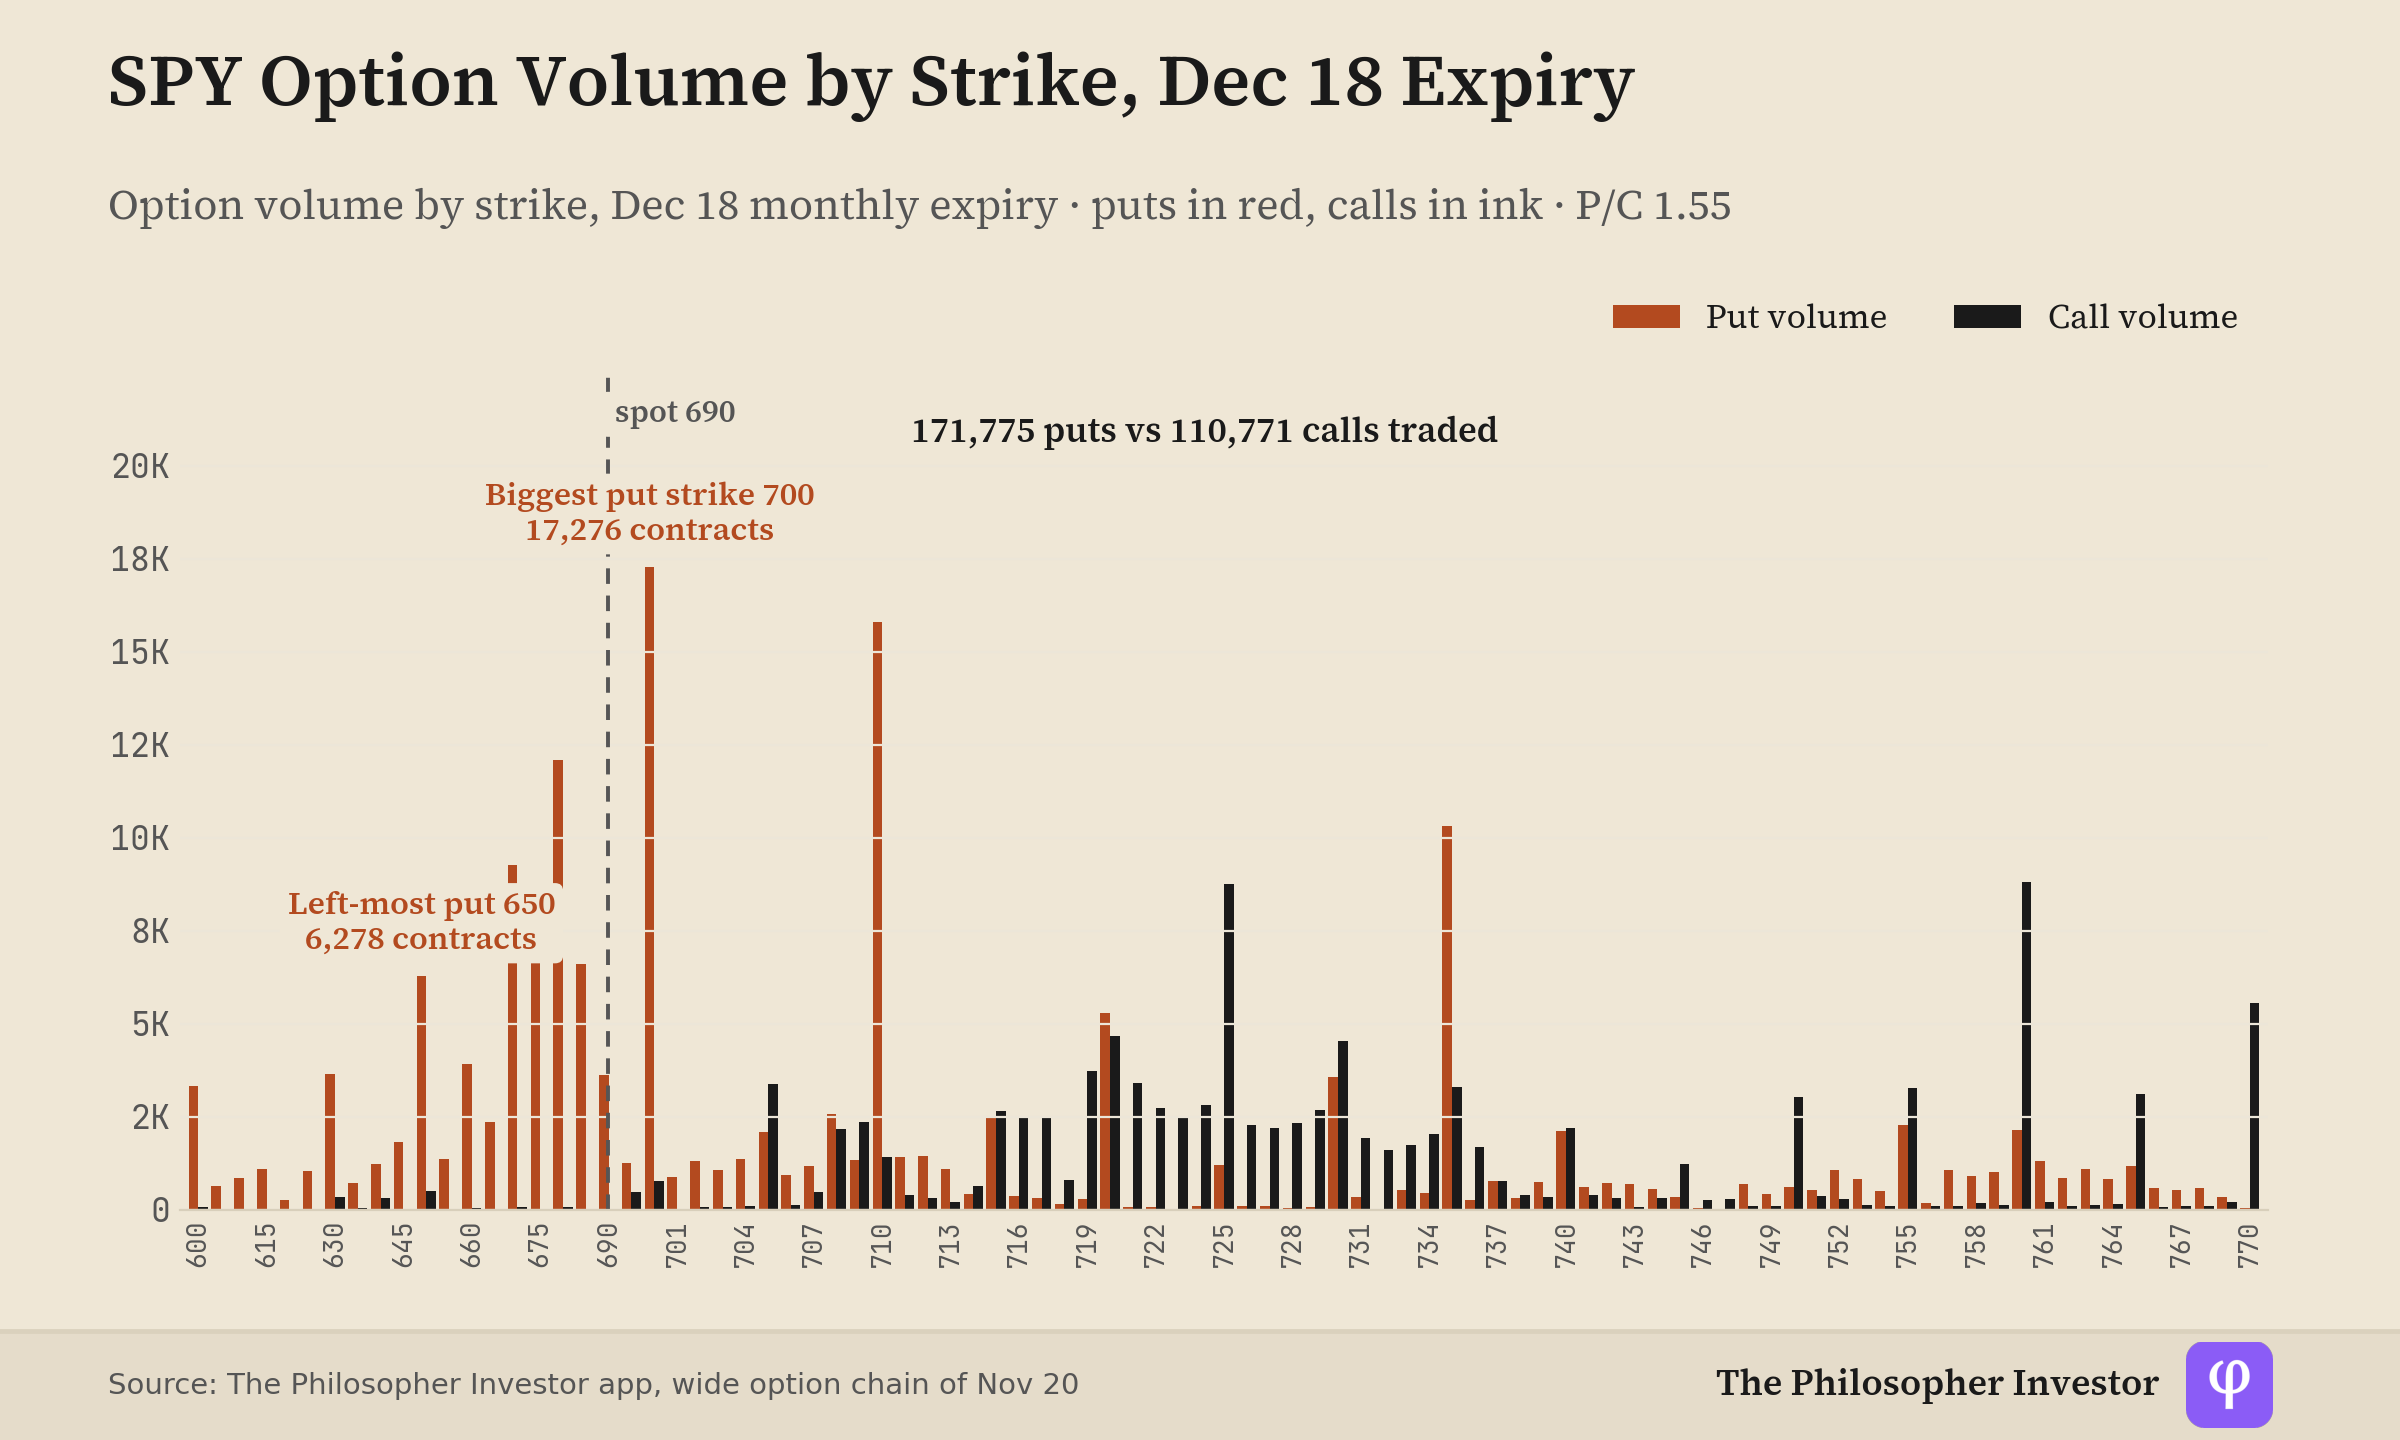 SPY Option Volume by Strike, Dec 18 Expiry
Option volume by strike, Dec 18 monthly expiry · puts in red, calls in ink · P/C 1.55
Put volume
Call volume
spot 690
171,775 puts vs 110,771 calls traded
20K
Biggest put strike 700
17,276 contracts
18K
15K
12K
10K
Left-most put 650
6,278 contracts
8K
5K
2K
0
600
615
630
645
660
675
690
701
704
707
710
713
716
719
722
725
728
731
734
737
740
743
746
749
752
755
758
761
764
767
770
Source: The Philosopher Investor app, wide option chain of Nov 20
The Philosopher Investor
φ